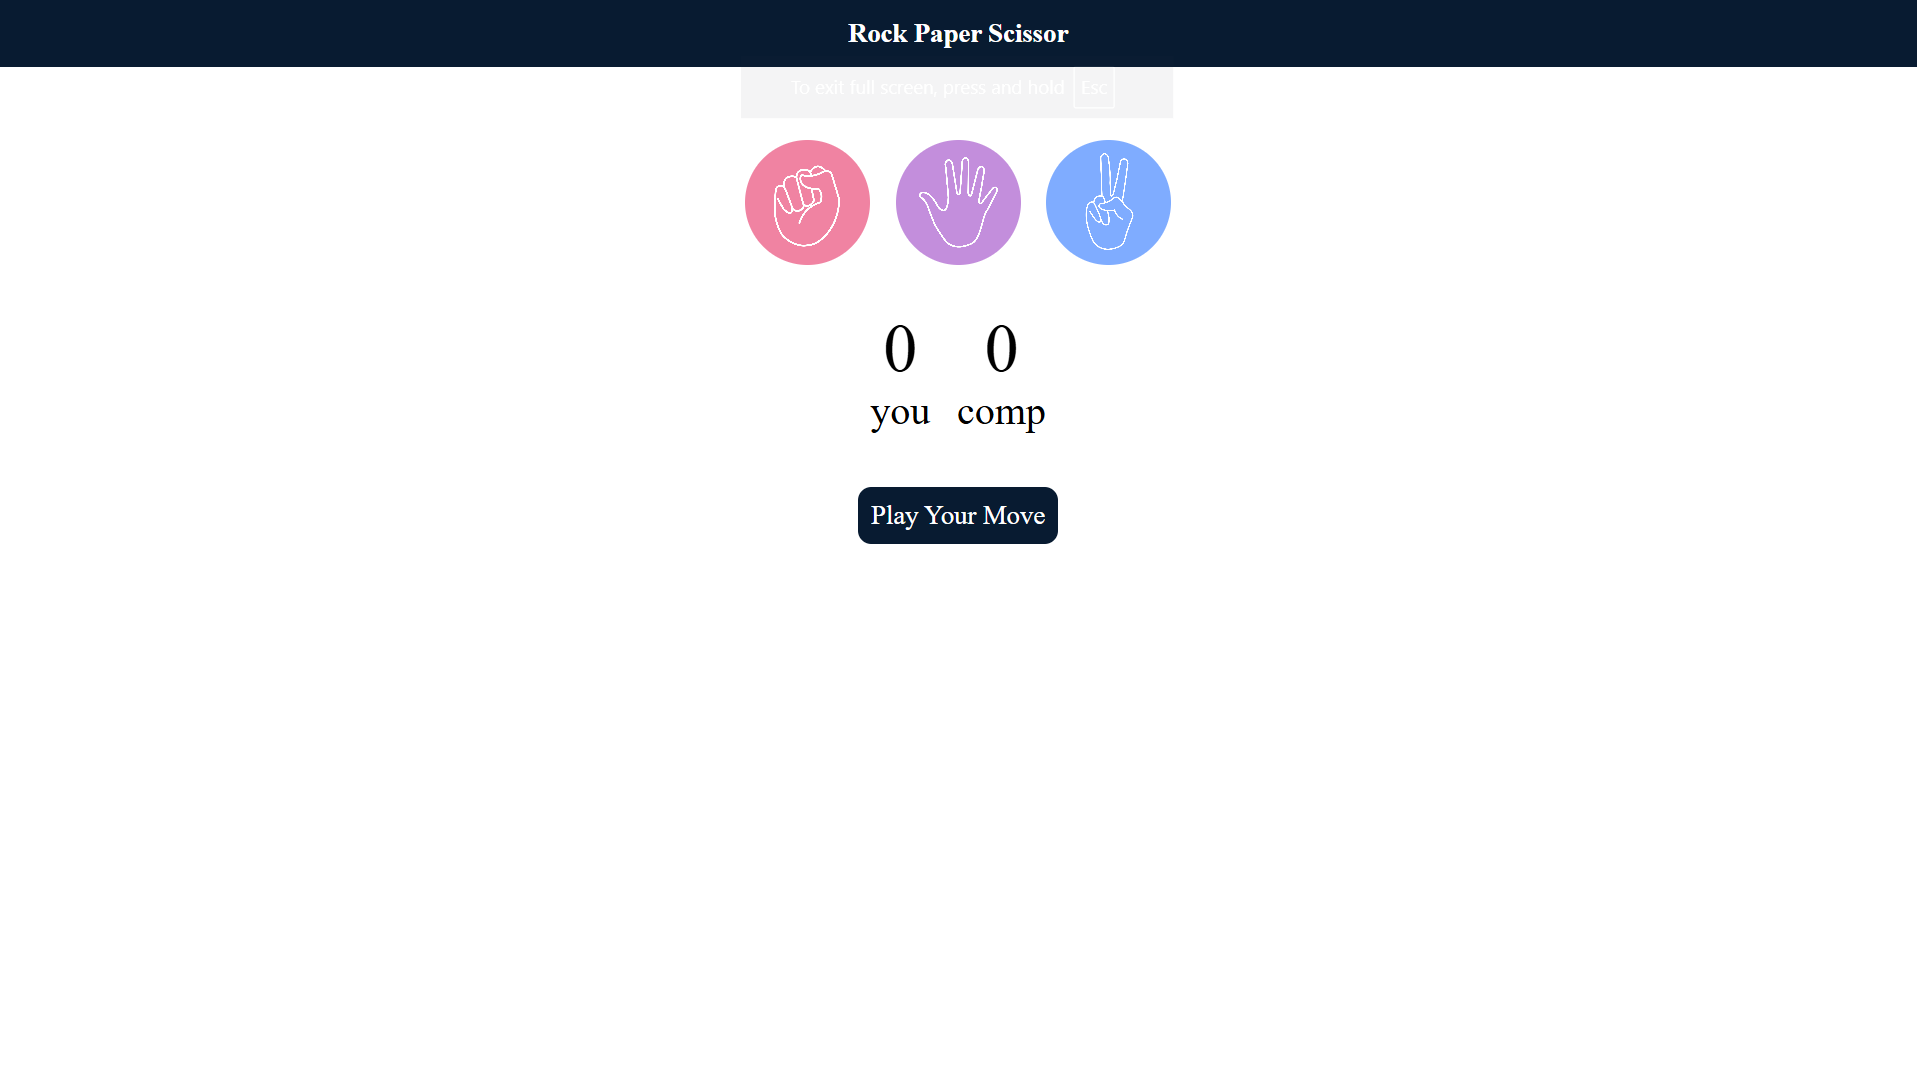 Rock Paper Scissor
To exit full screen, press and hold Esc
0 0
you comp
Play Your Move